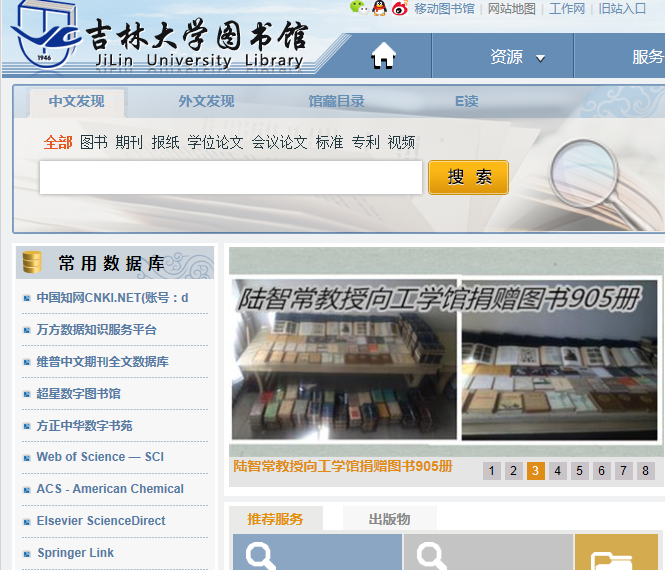 移动图书馆 | 网站地图 | 工作网 | 旧站入口
吉林大学图书馆
JiLin University Library
1946
资源
服务
中文发现
外文发现
馆藏目录
E读
全部 图书 期刊 报纸 学位论文 会议论文 标准 专利 视频
搜 索
常用数据库
中国知网CNKI.NET(账号：d
万方数据知识服务平台
维普中文期刊全文数据库
超星数字图书馆
方正中华数字书苑
Web of Science — SCI
ACS - American Chemical
Elsevier ScienceDirect
Springer Link
陆智常教授向工学馆捐赠图书905册
陆智常教授向工学馆捐赠图书905册
1 2 3 4 5 6 7 8
推荐服务
出版物